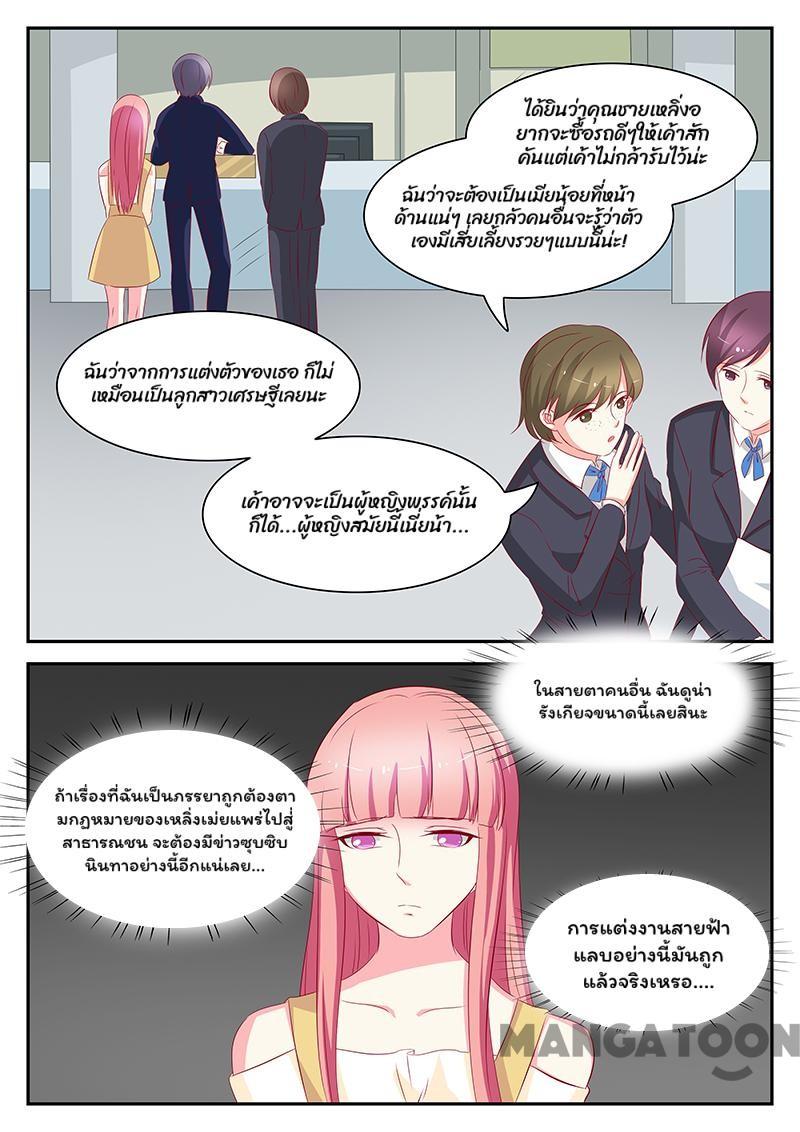 ได้ยินว่าคุณชายเหลิ่งอ
ยากจะซื้อรถดีๆให้เค้าสัก
คันแต่เค้าไม่กล้ารับไว้น่ะ
ฉันว่าจะต้องเป็นเมียน้อยที่หน้า
ด้านแน่ๆ เลยกลัวคนอื่นจะรู้ว่าตัว
เองมีเสี่ยเลี้ยงรวยๆแบบนี้น่ะ!
ฉันว่าจากการแต่งตัวของเธอ ก็ไม่
เหมือนเป็นลูกสาวเศรษฐีเลยนะ
เค้าอาจจะเป็นผู้หญิงพรรค์นั้น
ก็ได้...ผู้หญิงสมัยนี้เนี่ยน้า...
ในสายตาคนอื่น ฉันดูน่า
รังเกียจขนาดนี้เลยสินะ
ถ้าเรื่องที่ฉันเป็นภรรยาถูกต้องตา
มกฎหมายของเหลิ่งเม่ยแพร่ไปสู่
สาธารณชน จะต้องมีข่าวซุบซิบ
นินทาอย่างนี้อีกแน่เลย...
การแต่งงานสายฟ้า
แลบอย่างนี้มันถูก
แล้วจริงเหรอ....
MANGATOON